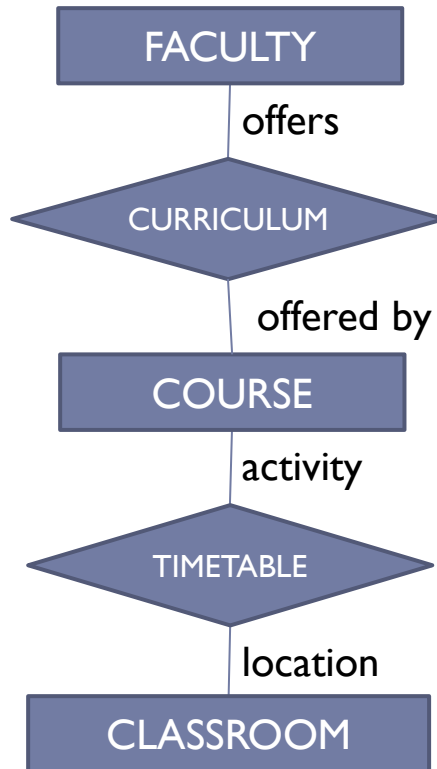 FACULTY
offers
CURRICULUM
offered by
COURSE
activity
TIMETABLE
location
CLASSROOM